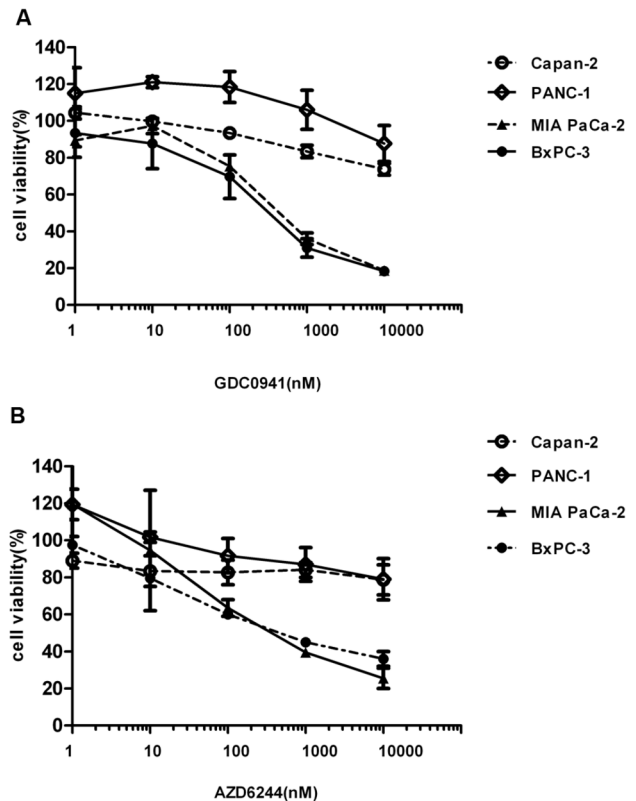 A
140
120
100
80
60
40
20
0
cell viability(%)
1 10 100 1000 10000
GDC0941(nM)
Capan-2
PANC-1
MIA PaCa-2
BxPC-3
B
140
120
100
80
60
40
20
0
cell viability(%)
1 10 100 1000 10000
AZD6244(nM)
Capan-2
PANC-1
MIA PaCa-2
BxPC-3